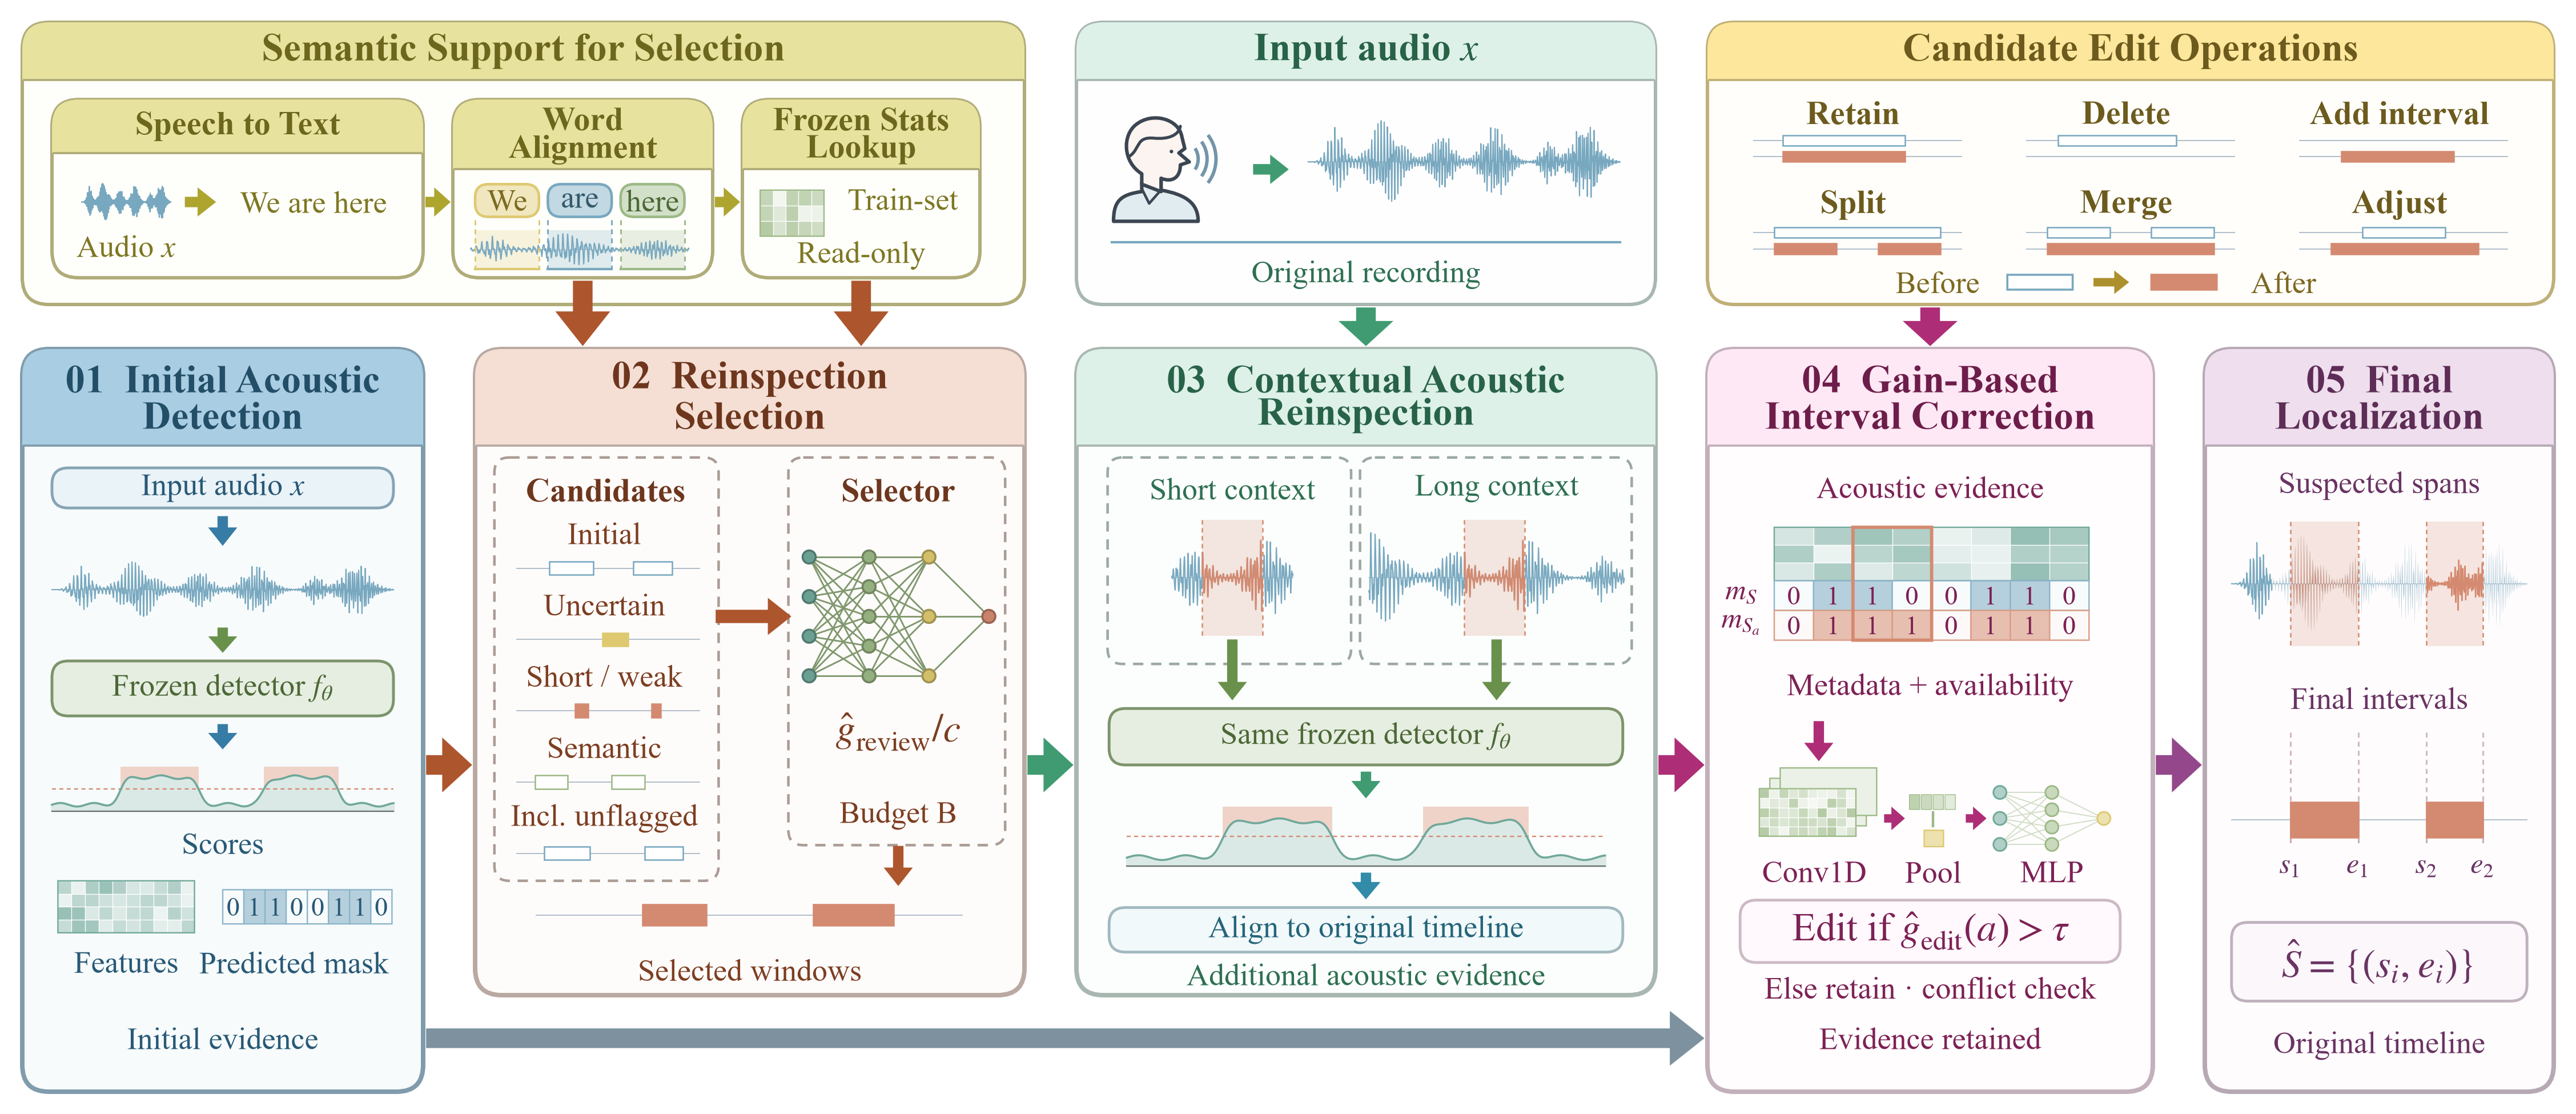 Semantic Support for Selection
Speech to Text
We are here
Audio x
Word
Alignment
We are here
Frozen Stats
Lookup
Train-set
Read-only
Input audio x
Original recording
Candidate Edit Operations
Retain
Delete
Add interval
Split
Merge
Adjust
Before
After
01 Initial Acoustic
Detection
Input audio x
Frozen detector fθ
Scores
0 1 1 0 0 1 1 0
Features
Predicted mask
Initial evidence
02 Reinspection
Selection
Candidates
Initial
Uncertain
Short / weak
Semantic
Incl. unflagged
Selector
ĝreview/c
Budget B
Selected windows
03 Contextual Acoustic
Reinspection
Short context
Long context
Same frozen detector fθ
Align to original timeline
Additional acoustic evidence
04 Gain-Based
Interval Correction
Acoustic evidence
mS 0 1 1 0 0 1 1 0
mSa 0 1 1 1 0 1 1 0
Metadata + availability
Conv1D
Pool
MLP
Edit if ĝedit(a) > τ
Else retain · conflict check
Evidence retained
05 Final
Localization
Suspected spans
Final intervals
s1 e1 s2 e2
Ŝ = {(si, ei)}
Original timeline